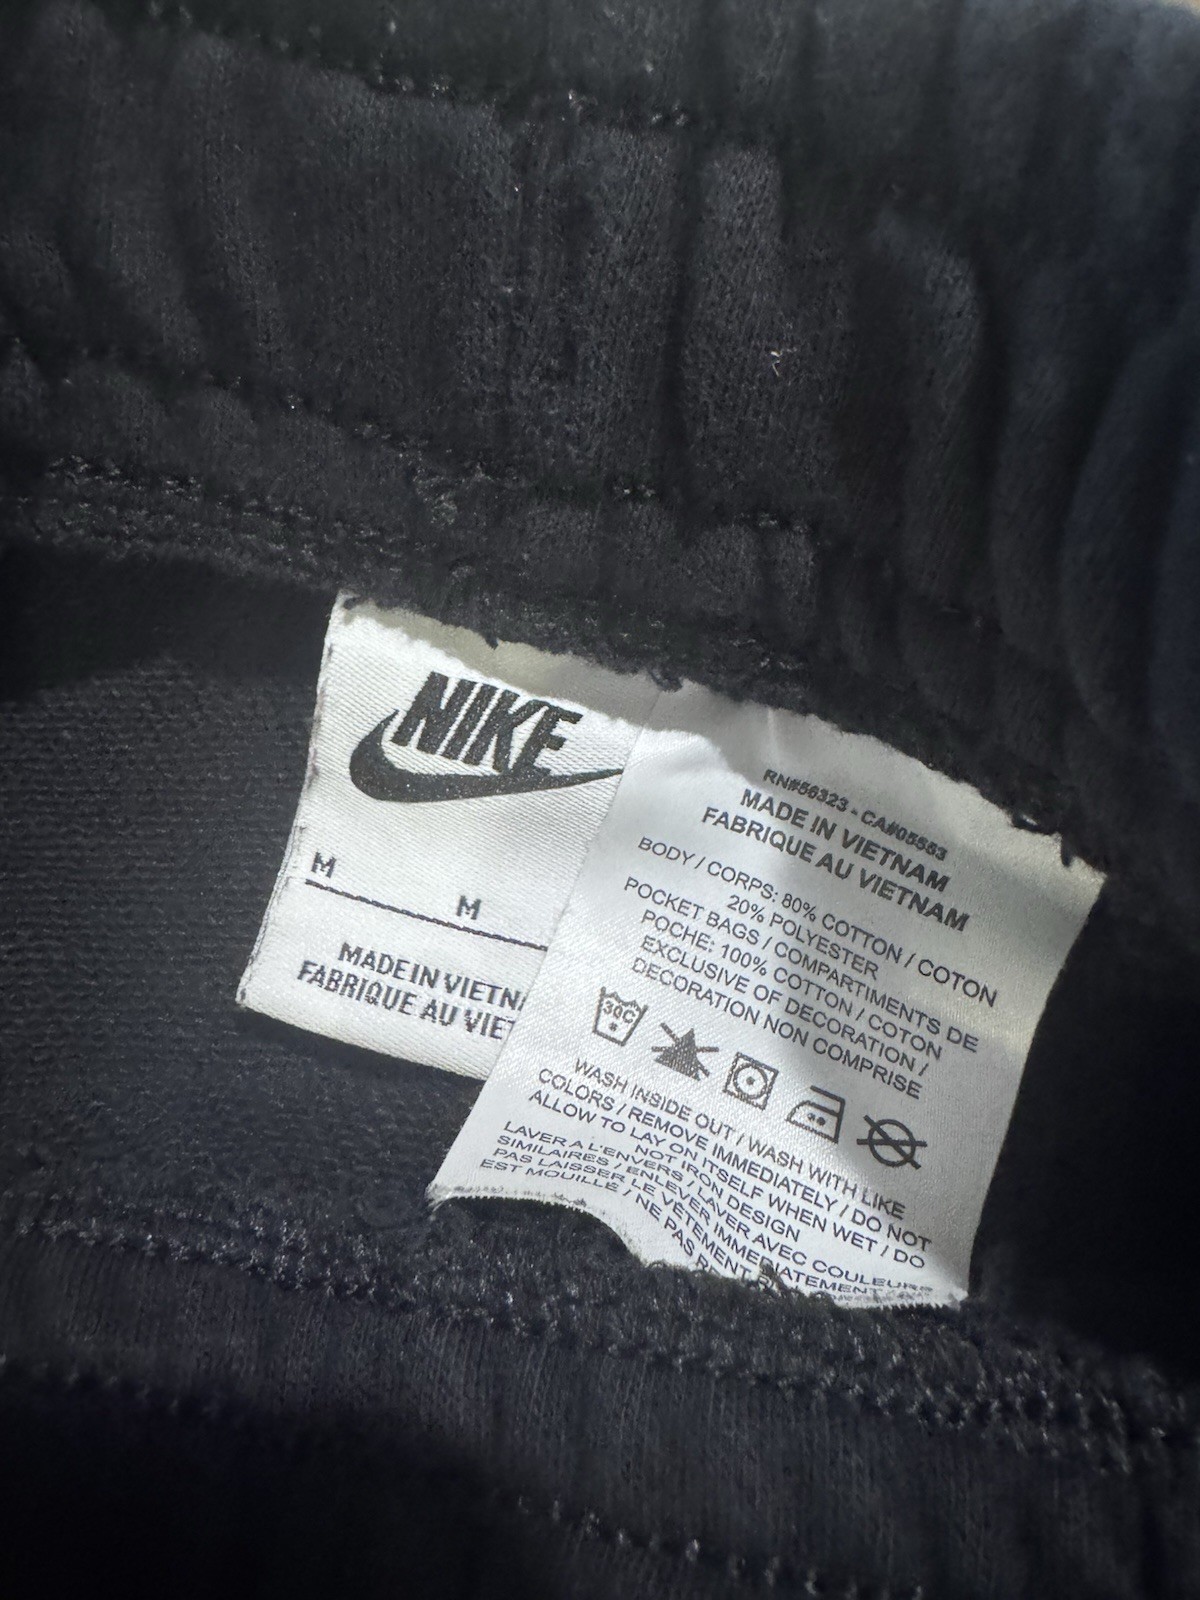 NIKE
M
M
MADE IN VIETN
FABRIQUE AU VIET
RN#56323 - CA#05553
MADE IN VIETNAM
FABRIQUE AU VIETNAM
BODY / CORPS: 80% COTTON / COTON
20% POLYESTER
POCKET BAGS / COMPARTIMENTS DE
POCHE: 100% COTTON / COTON
EXCLUSIVE OF DECORATION /
DECORATION NON COMPRISE
30C
WASH INSIDE OUT / WASH WITH LIKE
COLORS / REMOVE IMMEDIATELY / DO NOT
ALLOW TO LAY ON ITSELF WHEN WET / DO
NOT IRON DESIGN
LAVER A L'ENVERS / LAVER AVEC COULEURS
SIMILAIRES / ENLEVER IMMEDIATEMENT
PAS LAISSER LE VÊTEMENT
EST MOUILLÉ / NE PAS